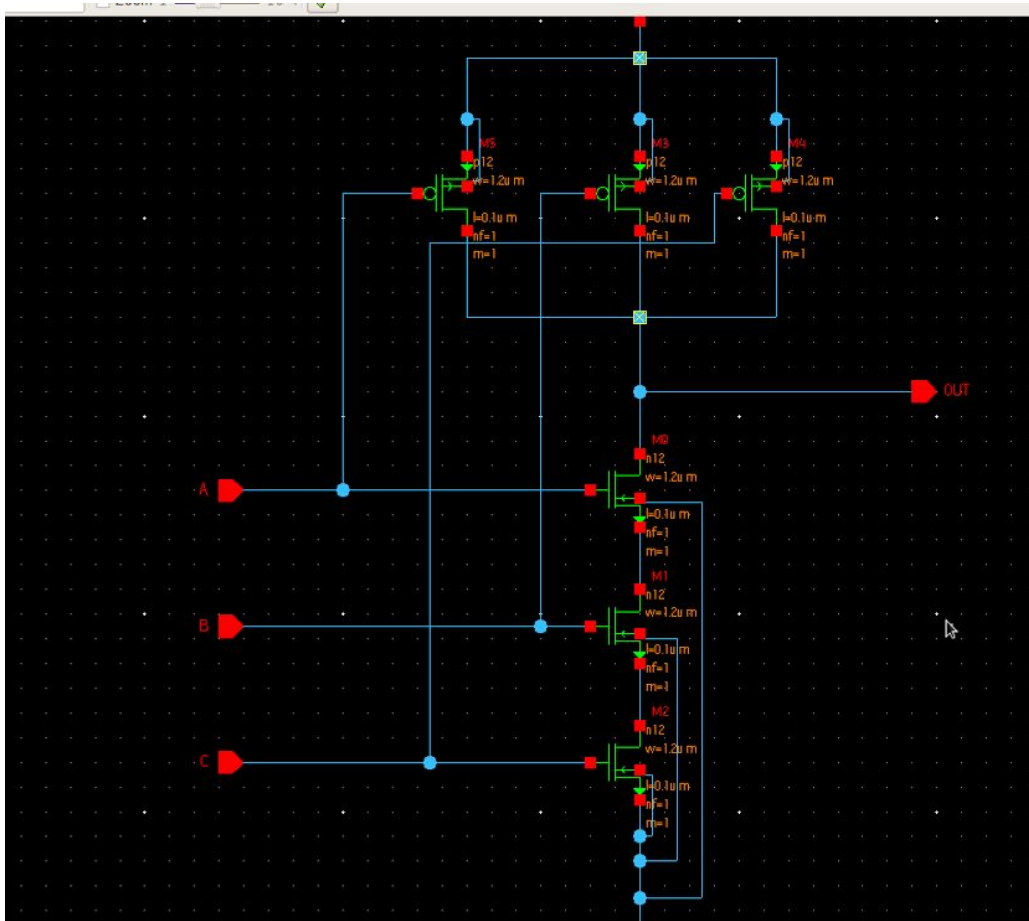 M5
p12
w=1.2u m
l=0.1u m
nf=1
m=1
M3
p12
w=1.2u m
l=0.1u m
nf=1
m=1
M4
p12
w=1.2u m
l=0.1u m
nf=1
m=1
OUT
A
M0
n12
w=1.2u m
l=0.1u m
nf=1
m=1
B
M1
n12
w=1.2u m
l=0.1u m
nf=1
m=1
C
M2
n12
w=1.2u m
l=0.1u m
nf=1
m=1